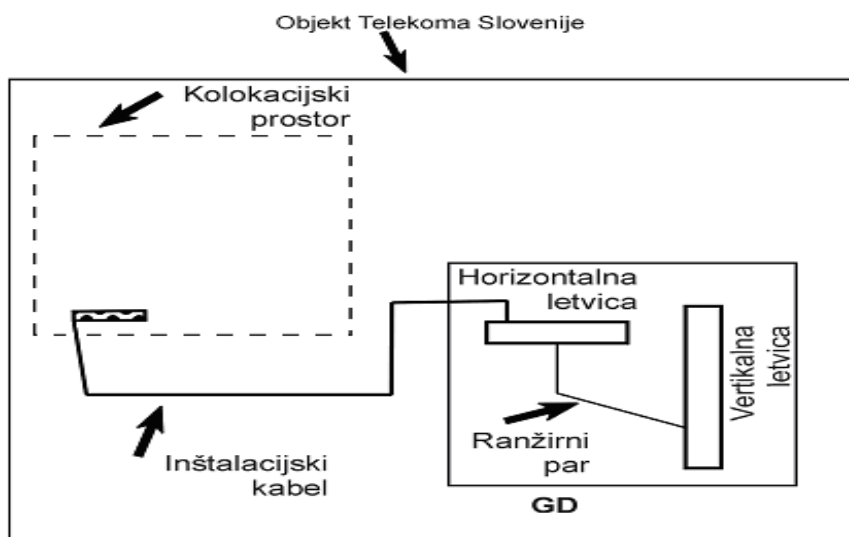 Objekt Telekoma Slovenije
Kolokacijski
prostor
Horizontalna
letvica
Vertikalna
letvica
Ranžirni
par
Inštalacijski
kabel
GD